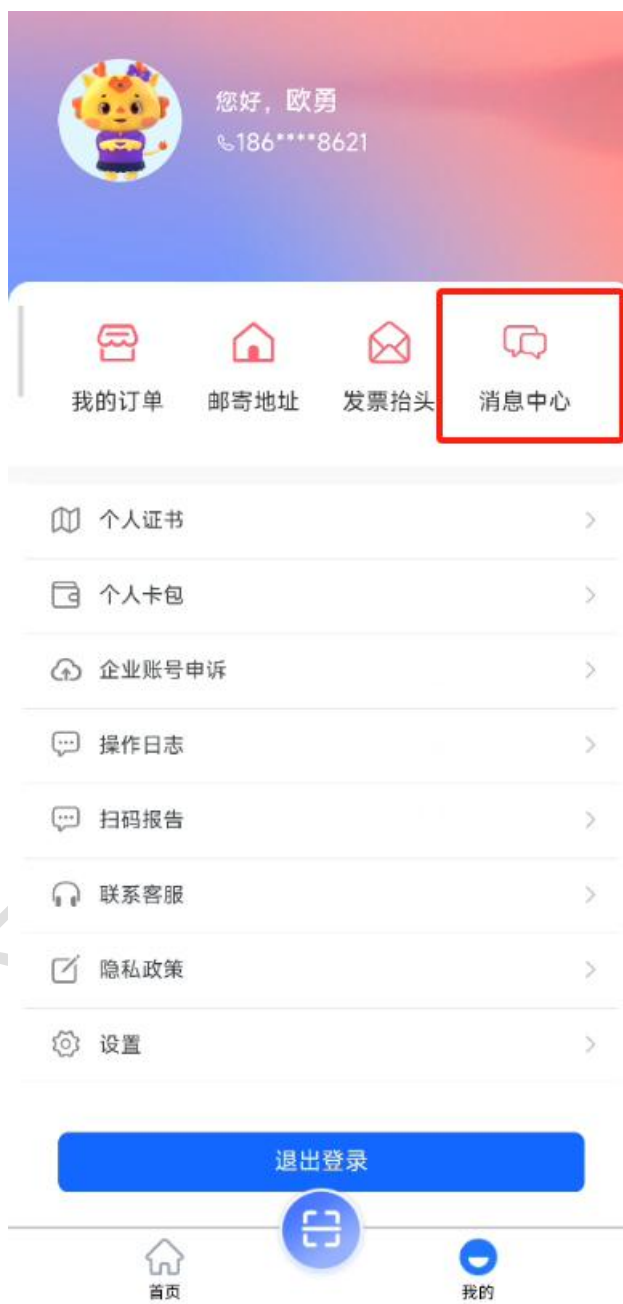 您好，欧勇
186****8621
我的订单 邮寄地址 发票抬头 消息中心
个人证书
个人卡包
企业账号申诉
操作日志
扫码报告
联系客服
隐私政策
设置
退出登录
首页 我的